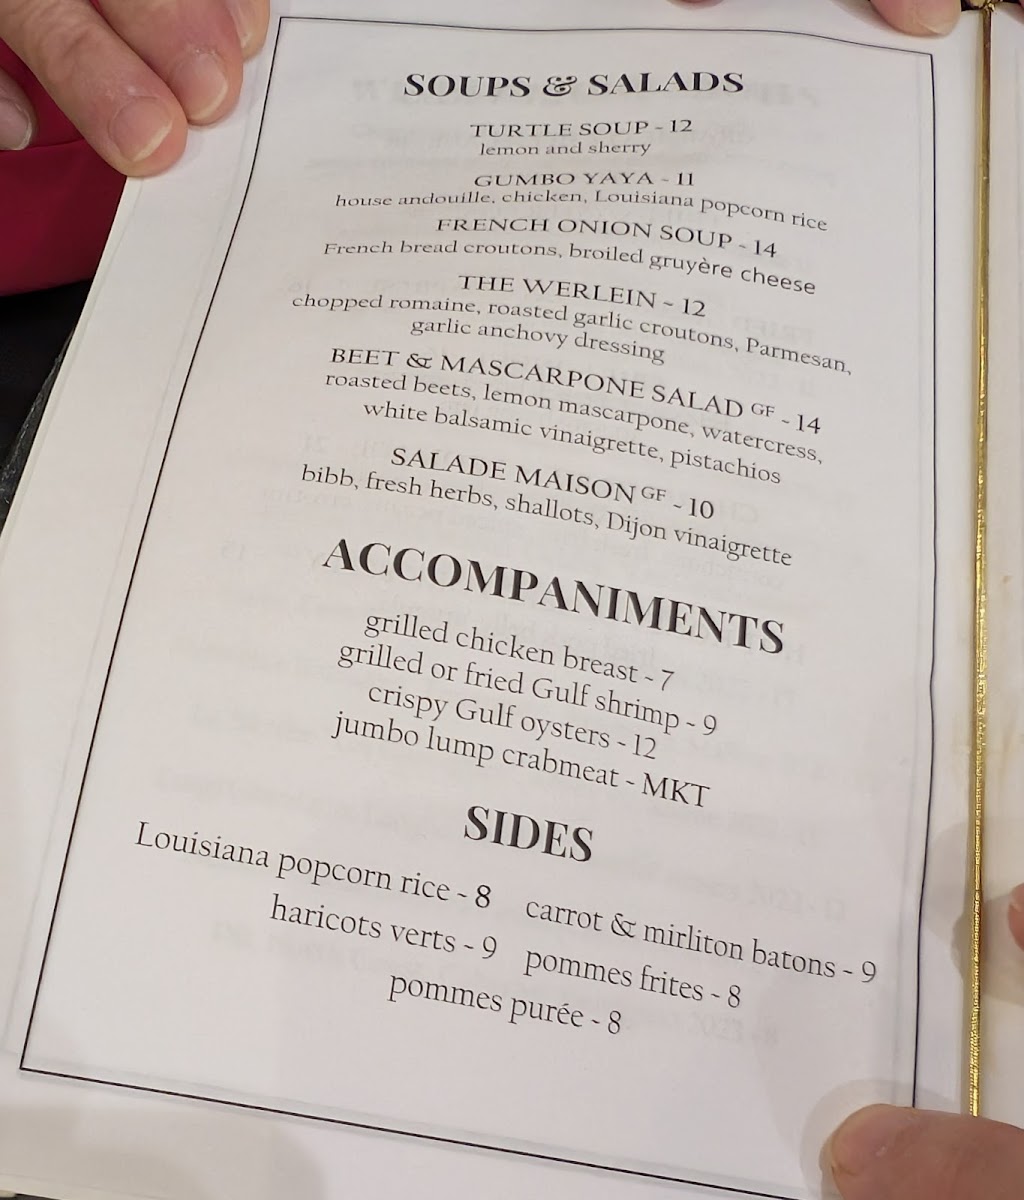 SOUPS & SALADS
TURTLE SOUP - 12
lemon and sherry
GUMBO YAYA - 11
house andouille, chicken, Louisiana popcorn rice
FRENCH ONION SOUP - 14
French bread croutons, broiled gruyère cheese
THE WERLEIN - 12
chopped romaine, roasted garlic croutons, Parmesan,
garlic anchovy dressing
BEET & MASCARPONE SALAD GF - 14
roasted beets, lemon mascarpone, watercress,
white balsamic vinaigrette, pistachios
SALADE MAISON GF - 10
bibb, fresh herbs, shallots, Dijon vinaigrette
ACCOMPANIMENTS
grilled chicken breast - 7
grilled or fried Gulf shrimp - 9
crispy Gulf oysters - 12
jumbo lump crabmeat - MKT
SIDES
Louisiana popcorn rice - 8 carrot & mirliton batons - 9
haricots verts - 9 pommes frites - 8
pommes purée - 8